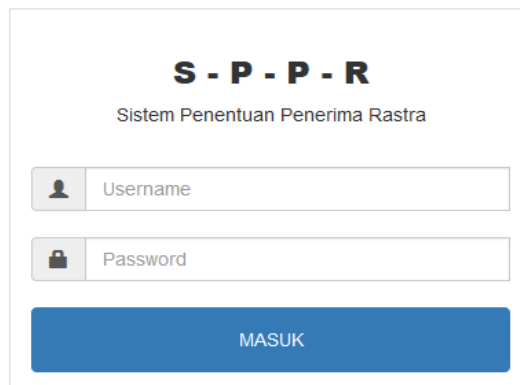 S - P - P - R
Sistem Penentuan Penerima Rastra
Username
Password
MASUK